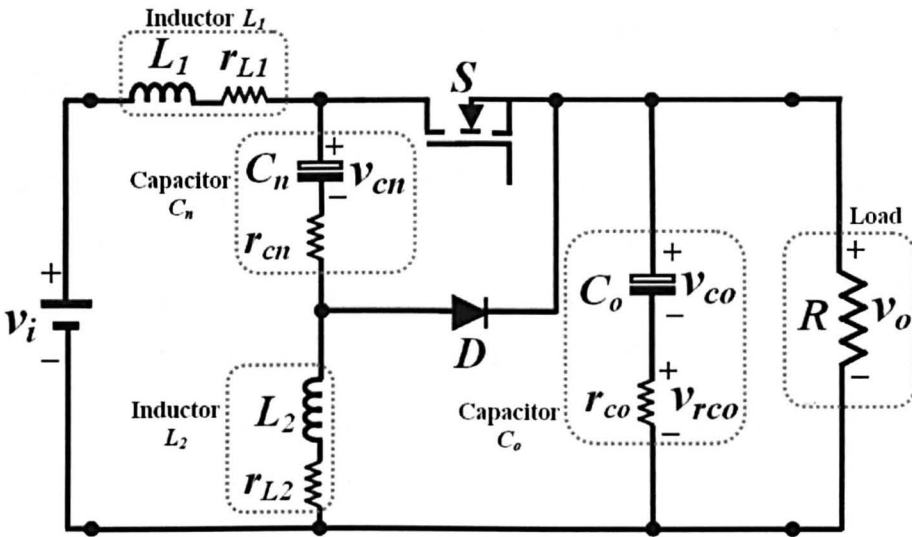 Inductor L1
L1 rL1
S
+
Cn vcn
Capacitor
Cn
−
rcn
Load
+
+
+
vi
Co vco
R vo
−
−
D
+
Inductor
L2
L2
Capacitor
Co
rco vrco
−
−
rL2